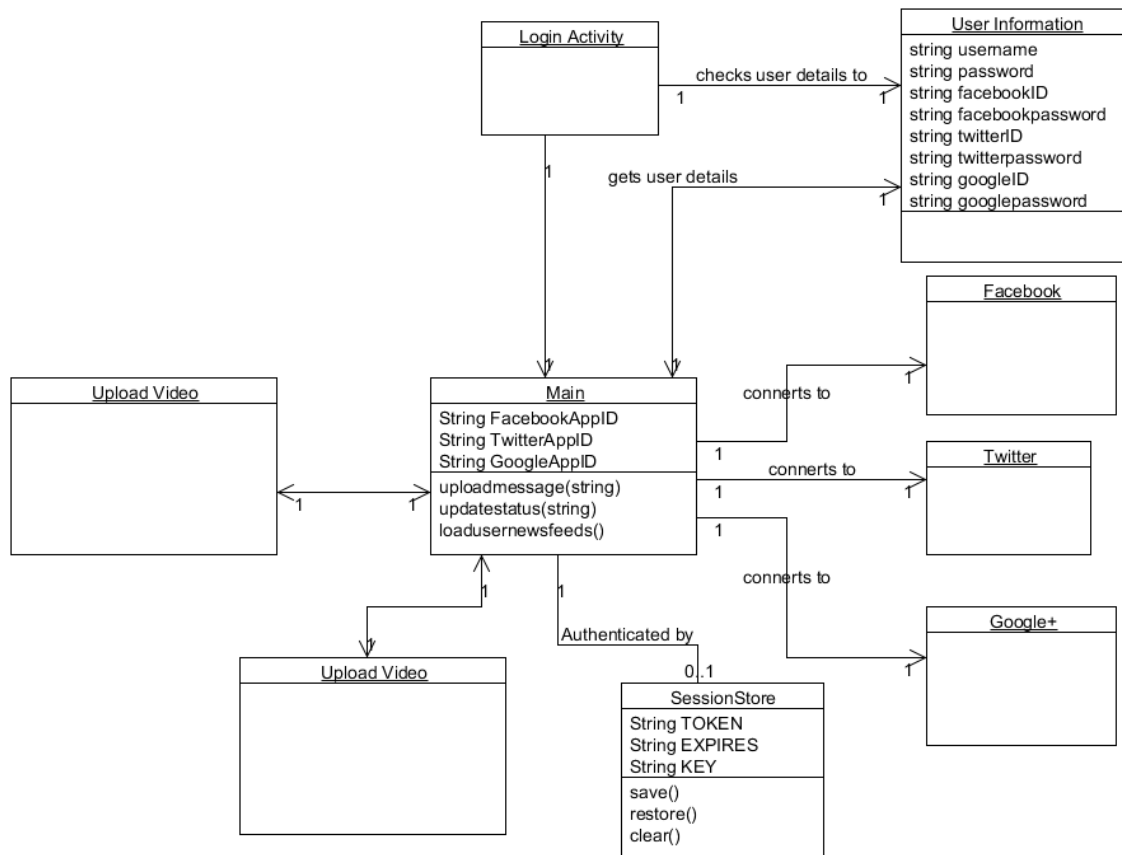 Login Activity
User Information
string username
string password
string facebookID
string facebookpassword
string twitterID
string twitterpassword
string googleID
string googlepassword
checks user details to
1
1
gets user details
1
1
1
1
1
Facebook
Upload Video
Main
String FacebookAppID
String TwitterAppID
String GoogleAppID
uploadmessage(string)
updatestatus(string)
loadusernewsfeeds()
connerts to
1
1
Twitter
connerts to
1
1
1
1
1
connerts to
1
Google+
1
1
1
Authenticated by
0..1
1
Upload Video
SessionStore
String TOKEN
String EXPIRES
String KEY
save()
restore()
clear()